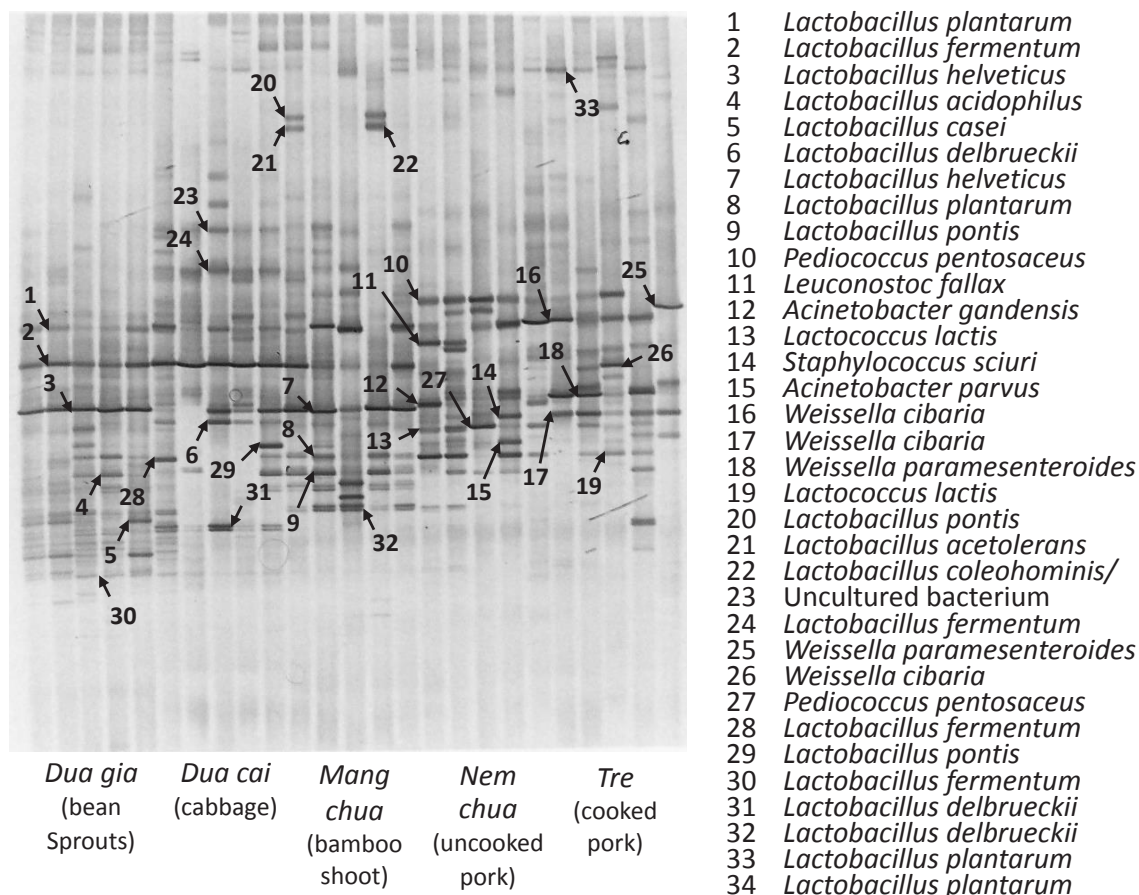 20
33
21
22
23
24
25
10
16
11
1
2
18
26
3
7
12
27
14
8
6
13
29
4
28
31
17
15
19
9
5
32
30
Dua gia
(bean
Sprouts)
Dua cai
(cabbage)
Mang
chua
(bamboo
shoot)
Nem
chua
(uncooked
pork)
Tre
(cooked
pork)
1 Lactobacillus plantarum
2 Lactobacillus fermentum
3 Lactobacillus helveticus
4 Lactobacillus acidophilus
5 Lactobacillus casei
6 Lactobacillus delbrueckii
7 Lactobacillus helveticus
8 Lactobacillus plantarum
9 Lactobacillus pontis
10 Pediococcus pentosaceus
11 Leuconostoc fallax
12 Acinetobacter gandensis
13 Lactococcus lactis
14 Staphylococcus sciuri
15 Acinetobacter parvus
16 Weissella cibaria
17 Weissella cibaria
18 Weissella paramesenteroides
19 Lactococcus lactis
20 Lactobacillus pontis
21 Lactobacillus acetolerans
22 Lactobacillus coleohominis/
23 Uncultured bacterium
24 Lactobacillus fermentum
25 Weissella paramesenteroides
26 Weissella cibaria
27 Pediococcus pentosaceus
28 Lactobacillus fermentum
29 Lactobacillus pontis
30 Lactobacillus fermentum
31 Lactobacillus delbrueckii
32 Lactobacillus delbrueckii
33 Lactobacillus plantarum
34 Lactobacillus plantarum